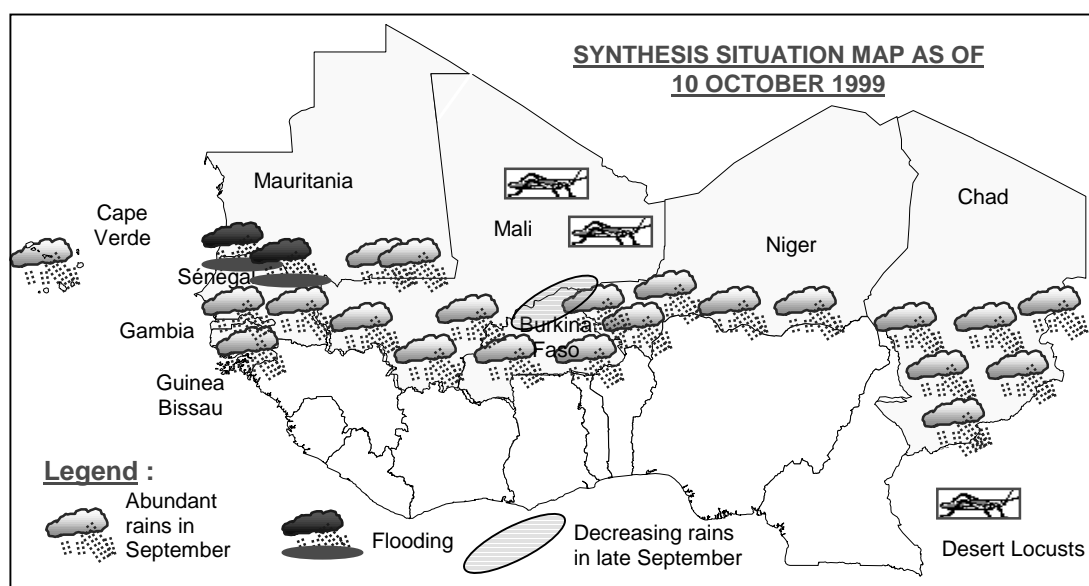 SYNTHESIS SITUATION MAP AS OF
10 OCTOBER 1999
Mauritania
Chad
Cape
Verde
Mali
Niger
Sénégal
Gambia
Burkina
Faso
Guinea
Bissau
Legend :
Abundant
rains in
September
Flooding
Decreasing rains
in late September
Desert Locusts